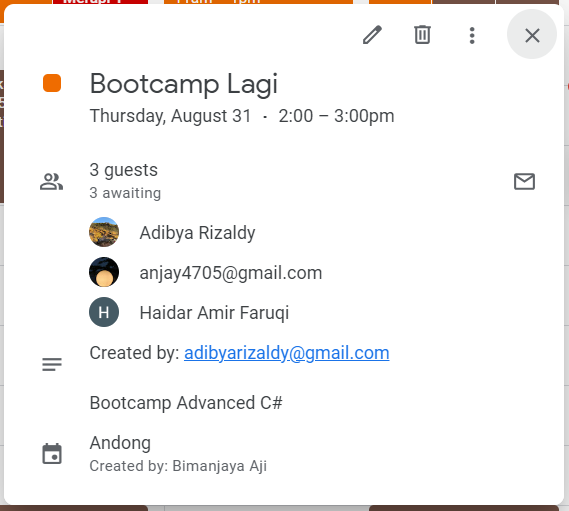 Bootcamp Lagi
Thursday, August 31 · 2:00 – 3:00pm
3 guests
3 awaiting
Adibya Rizaldy
anjay4705@gmail.com
H
Haidar Amir Faruqi
Created by: adibyarizaldy@gmail.com
Bootcamp Advanced C#
Andong
Created by: Bimanjaya Aji